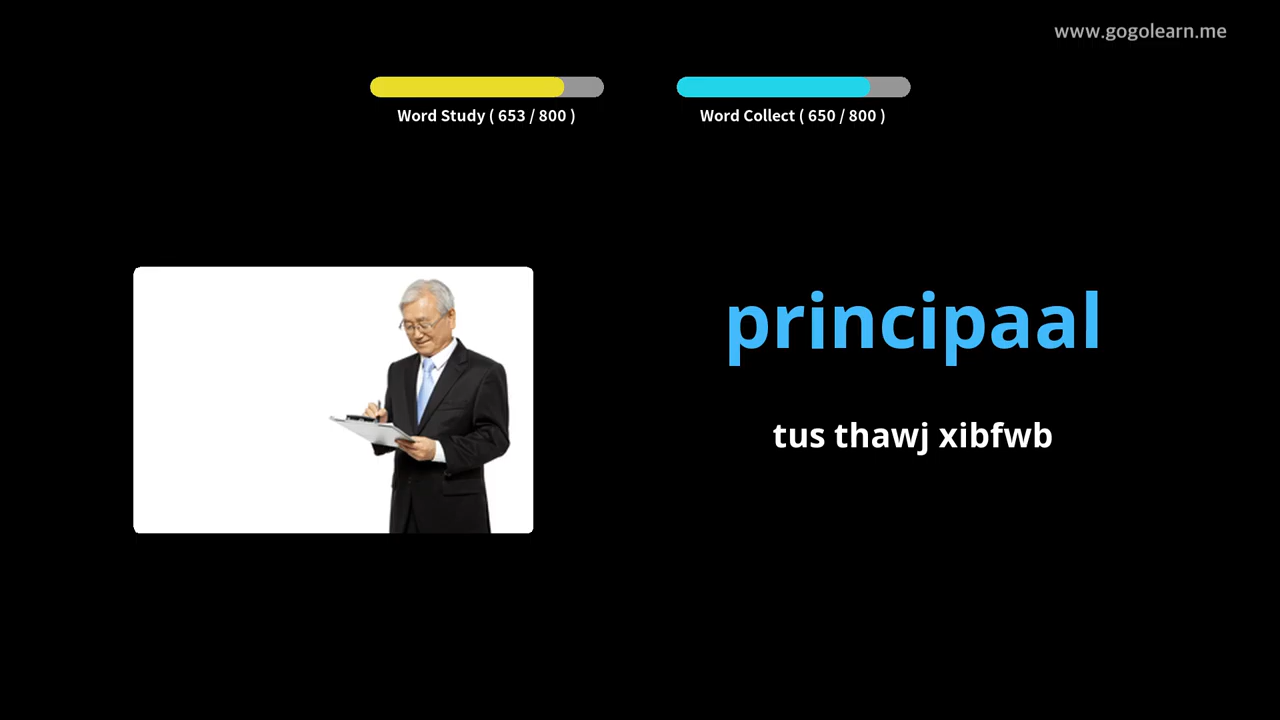 www.gogolearn.me
Word Study ( 653 / 800 )
Word Collect ( 650 / 800 )
principaal
tus thawj xibfwb